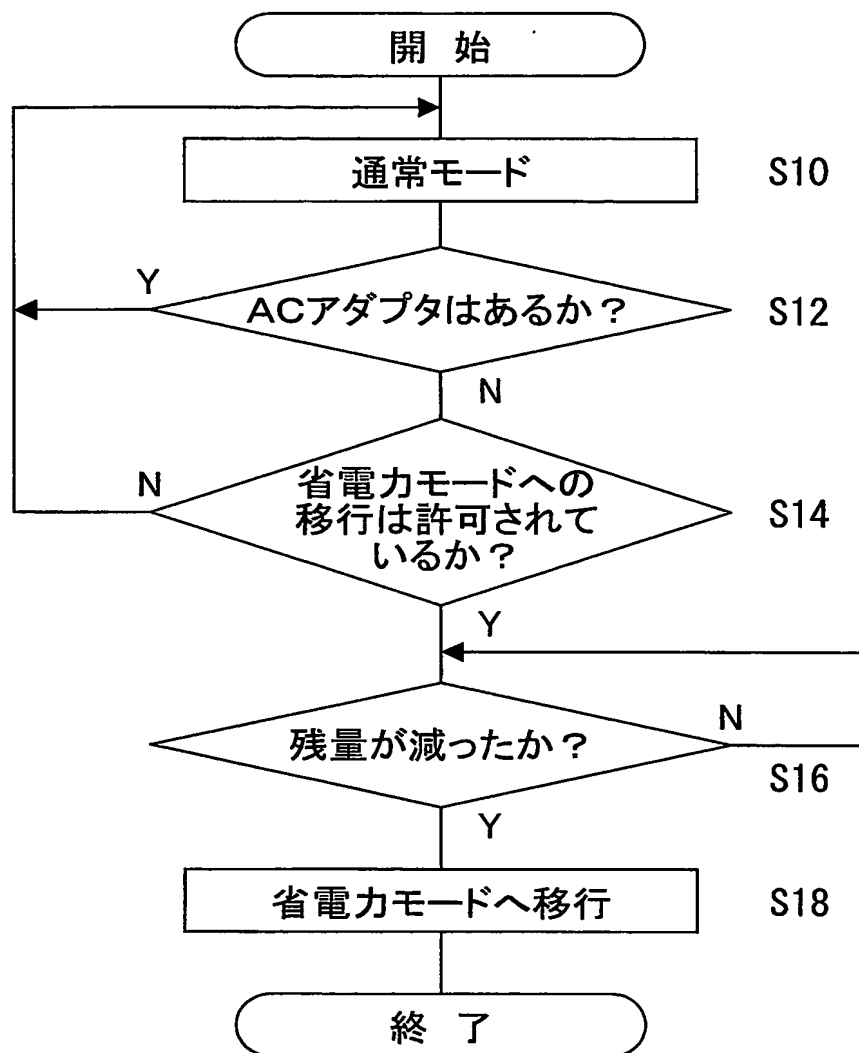 開 始
通常モード
S10
Y
ACアダプタはあるか？
S12
N
N
省電力モードへの
移行は許可されて
いるか？
S14
Y
残量が減ったか？
N
S16
Y
省電力モードへ移行
S18
終 了